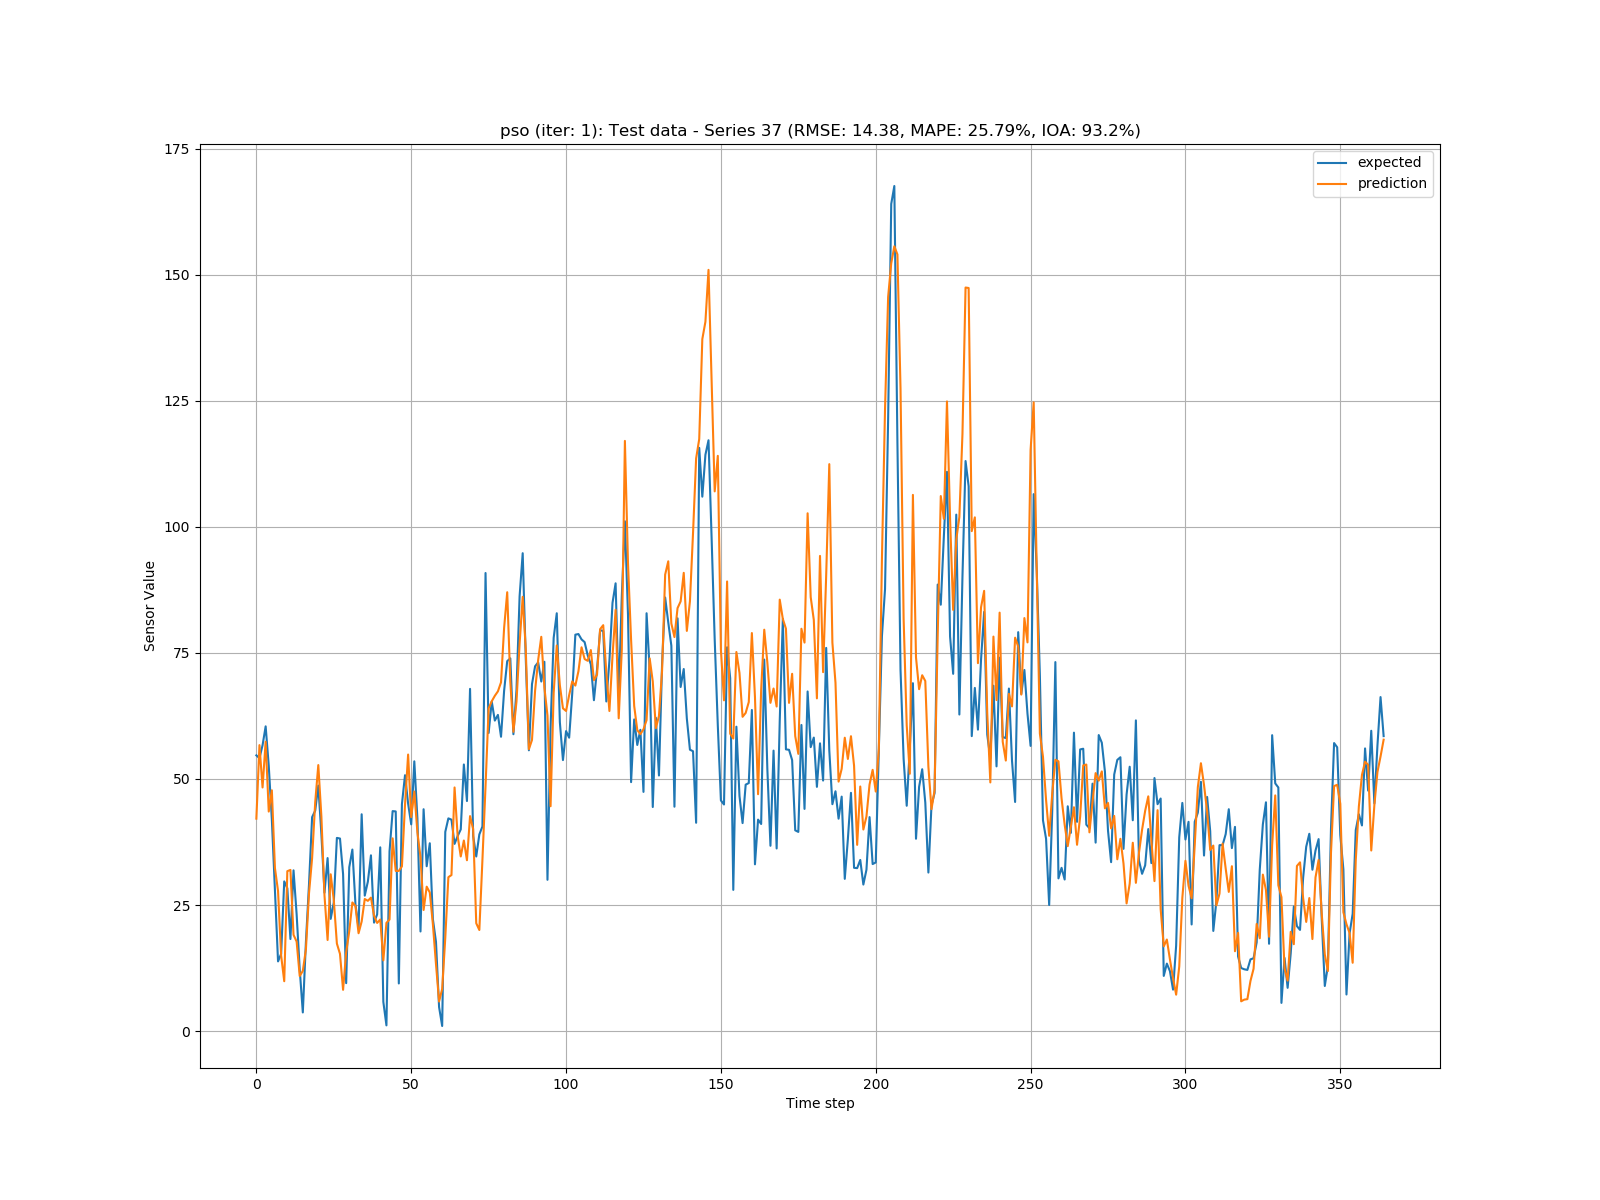 pso (iter: 1): Test data - Series 37 (RMSE: 14.38, MAPE: 25.79%, IOA: 93.2%)
expected
prediction
175
150
125
100
75
50
25
0
Sensor Value
0 50 100 150 200 250 300 350
Time step